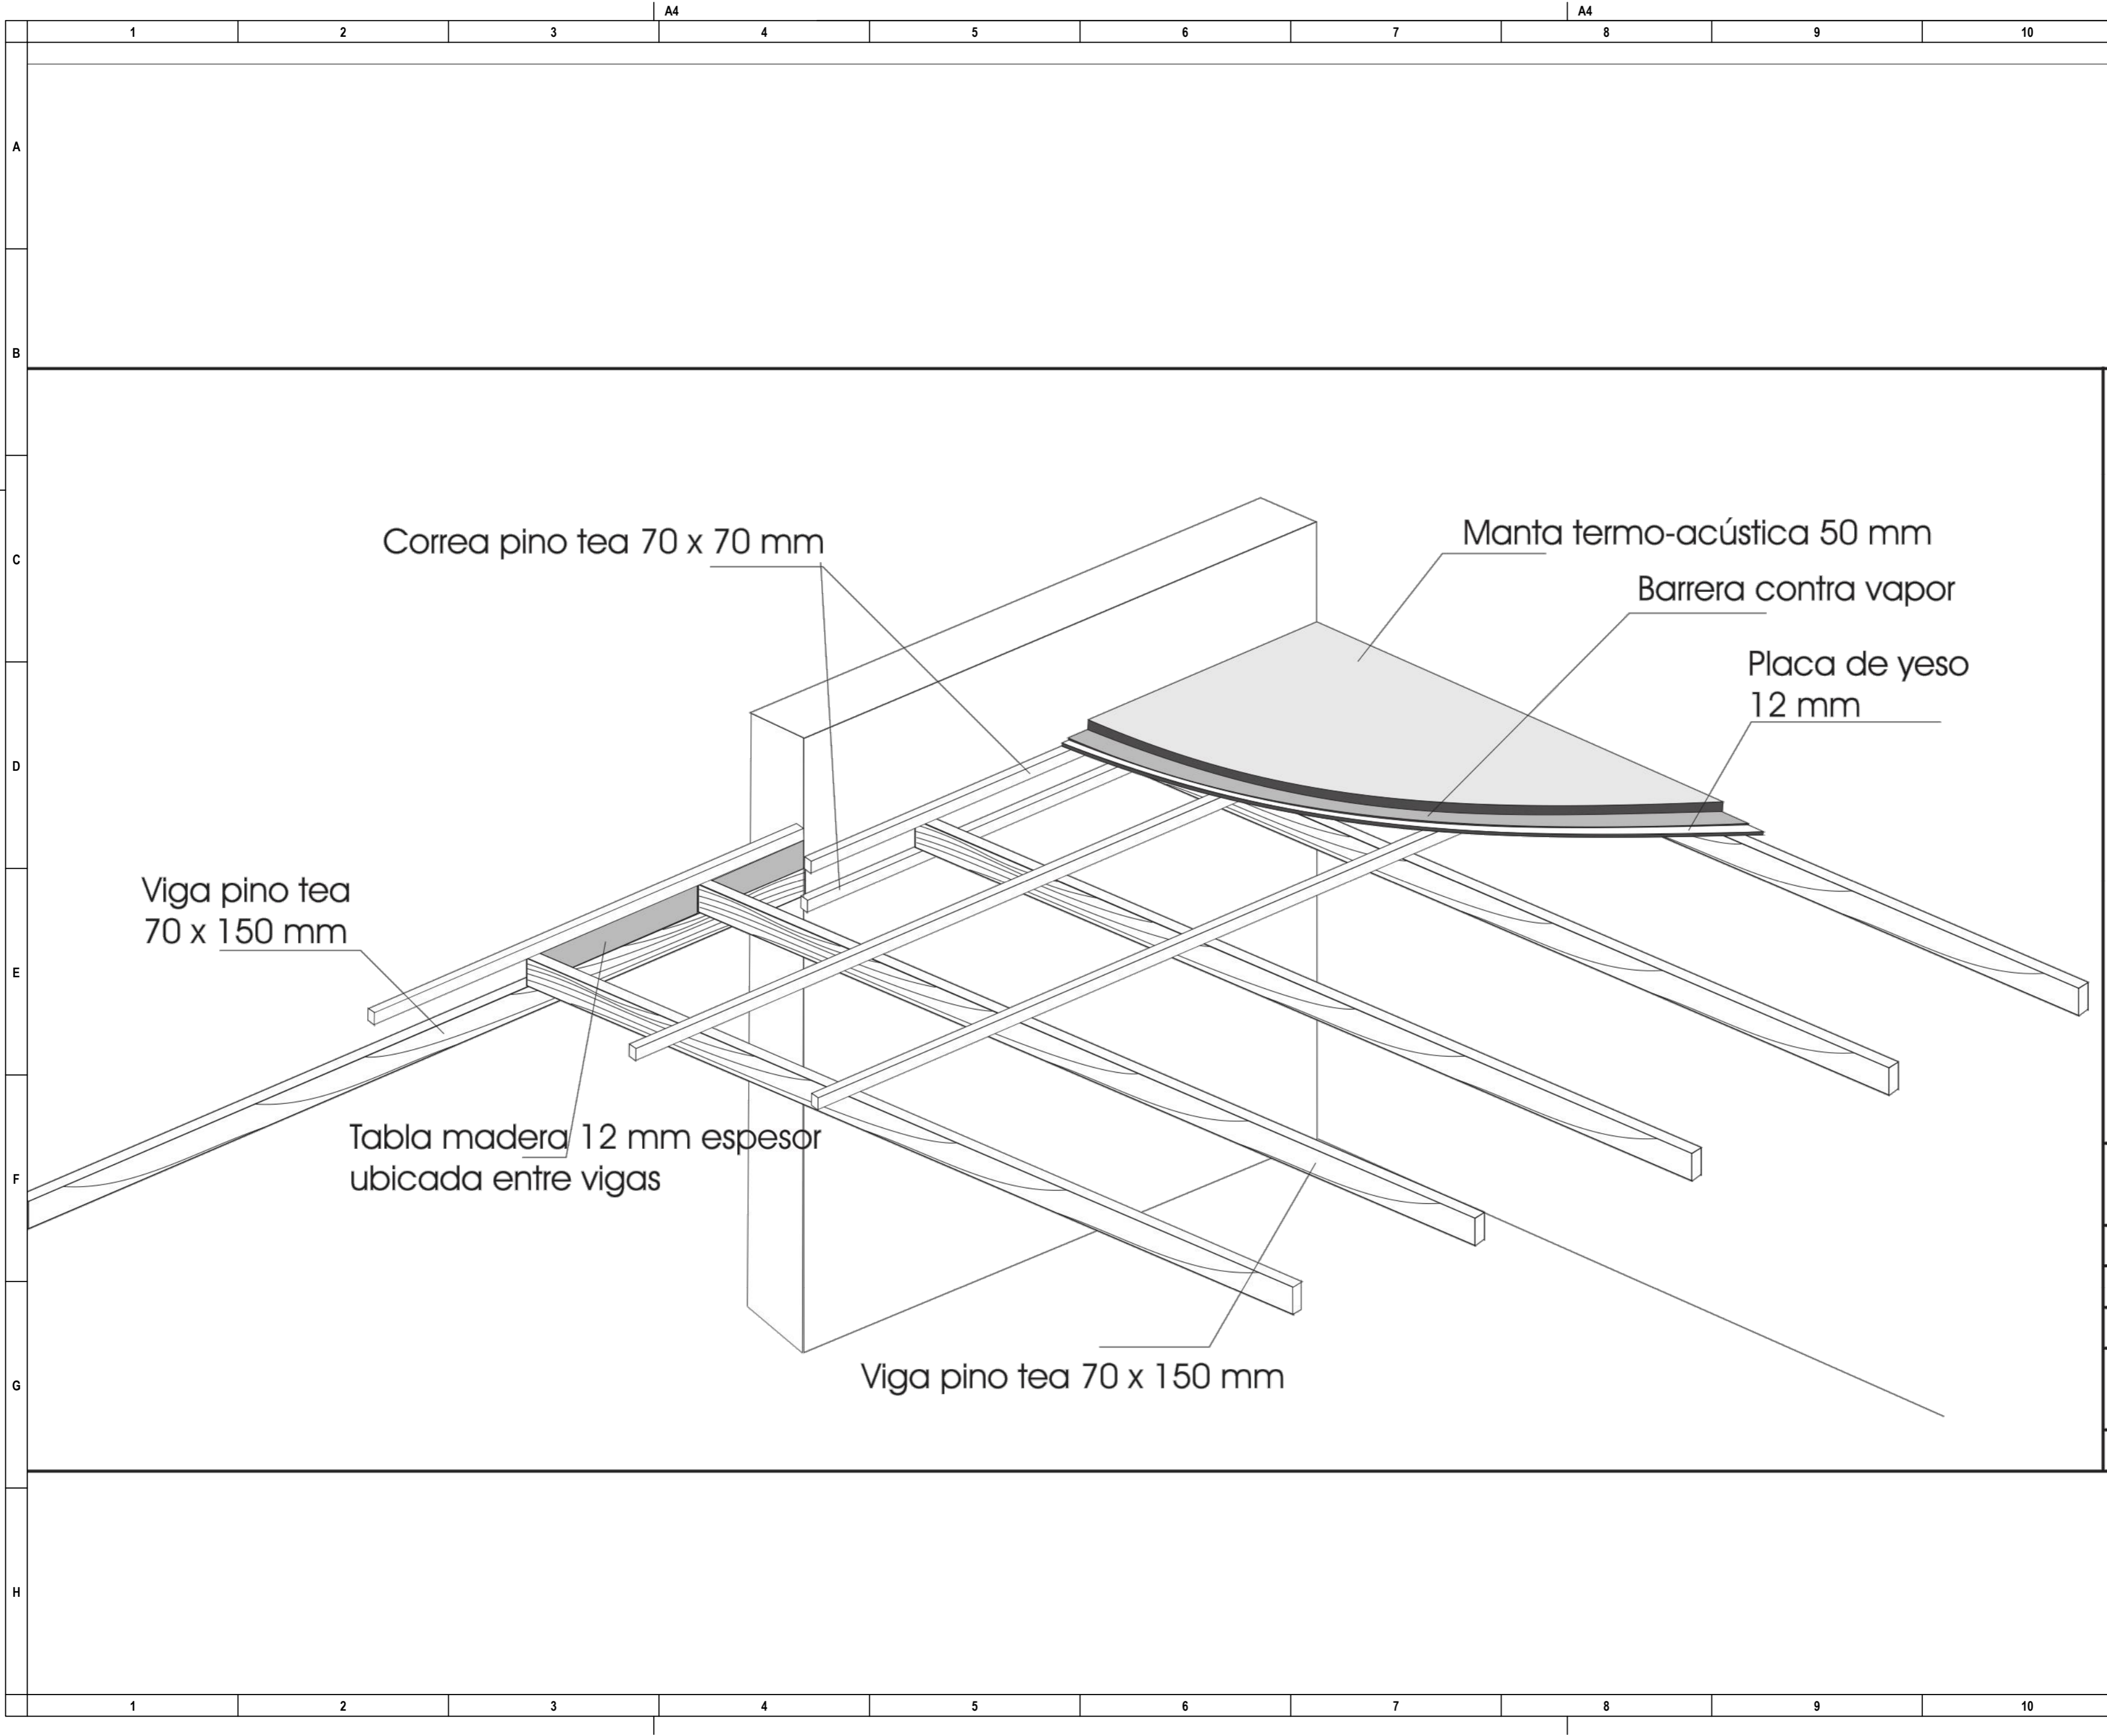 A4 A4
1 2 3 4 5 6 7 8 9 10
A
B
C
Correa pino tea 70 x 70 mm
Manta termo-acústica 50 mm
Barrera contra vapor
Placa de yeso
12 mm
D
Viga pino tea
70 x 150 mm
E
Tabla madera 12 mm espesor
ubicada entre vigas
F
Viga pino tea 70 x 150 mm
G
H
1 2 3 4 5 6 7 8 9 10